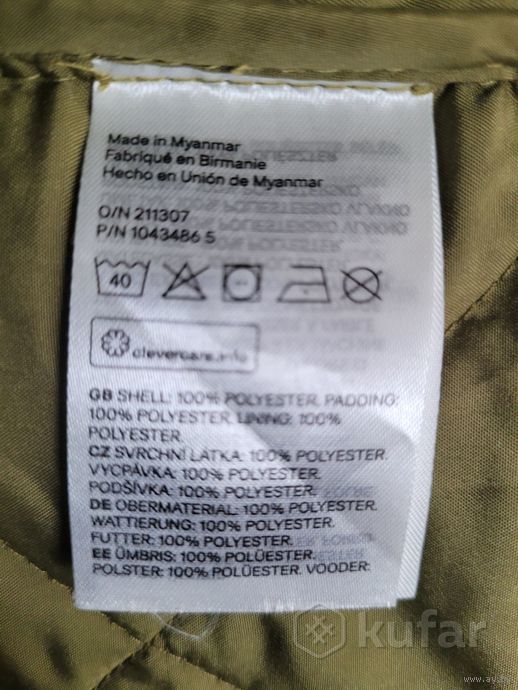 Made in Myanmar
Fabriqué en Birmanie
Hecho en Unión de Myanmar
O/N 211307
P/N 1043486 5
40
clevercare.info
GB SHELL: 100% POLYESTER. PADDING:
100% POLYESTER. LINING: 100%
POLYESTER.
CZ SVRCHNÍ LÁTKA: 100% POLYESTER.
VYCPÁVKA: 100% POLYESTER.
PODŠÍVKA: 100% POLYESTER.
DE OBERMATERIAL: 100% POLYESTER.
WATTIERUNG: 100% POLYESTER.
FUTTER: 100% POLYESTER.
EE ÜMBRIS: 100% POLÜESTER.
POLSTER: 100% POLÜESTER. VOODER:
kufar